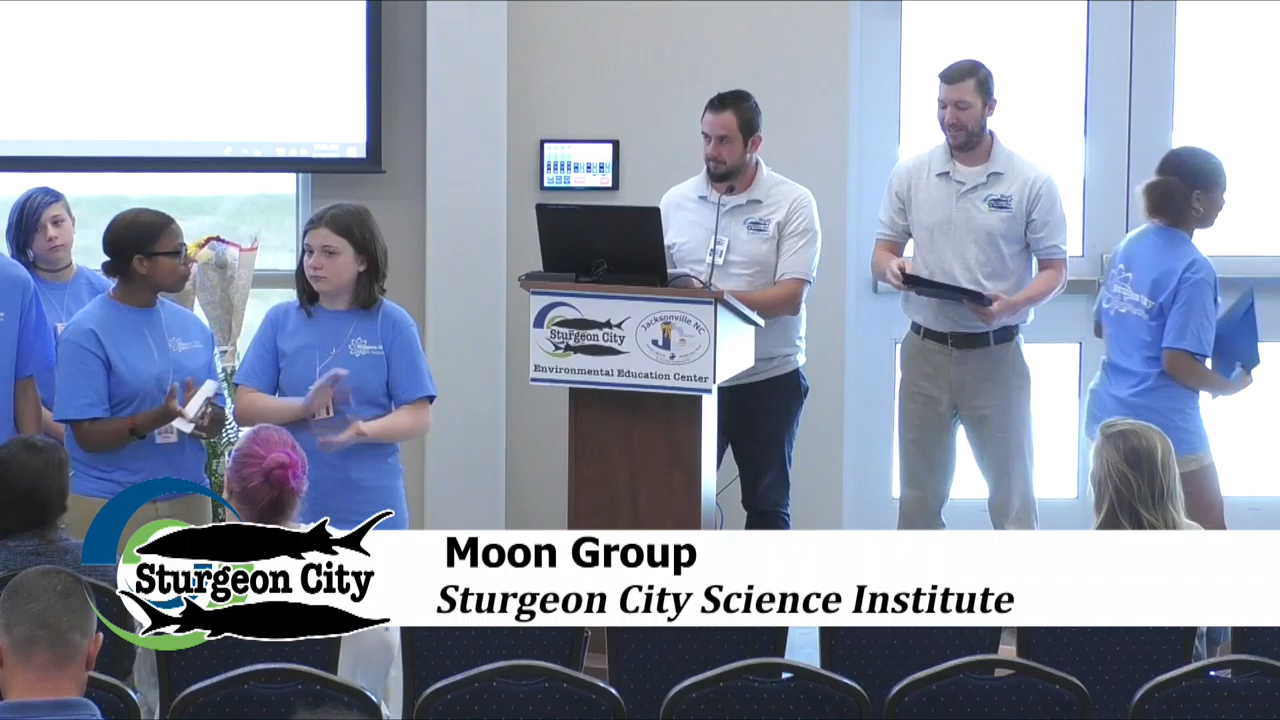 Sturgeon City
Jacksonville NC
Environmental Education Center
Moon Group
Sturgeon City
Sturgeon City Science Institute